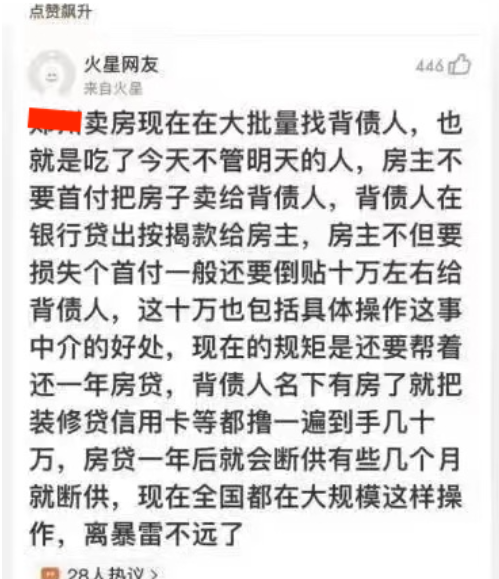 点赞飙升
火星网友
446
来自火星
卖房现在在大批量找背债人，也
就是吃了今天不管明天的人，房主不
要首付把房子卖给背债人，背债人在
银行贷出按揭款给房主，房主不但要
损失个首付一般还要倒贴十万左右给
背债人，这十万也包括具体操作这事
中介的好处，现在的规矩是还要帮着
还一年房贷，背债人名下有房了就把
装修贷信用卡等都撸一遍到手几十
万，房贷一年后就会断供有些几个月
就断供，现在全国都在大规模这样操
作，离暴雷不远了
28人热议>